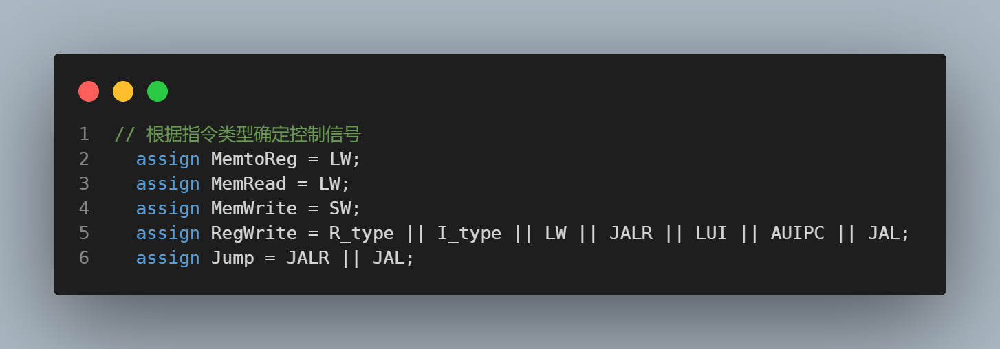 1 // 根据指令类型确定控制信号
2 assign MemtoReg = LW;
3 assign MemRead = LW;
4 assign MemWrite = SW;
5 assign RegWrite = R_type || I_type || LW || JALR || LUI || AUIPC || JAL;
6 assign Jump = JALR || JAL;